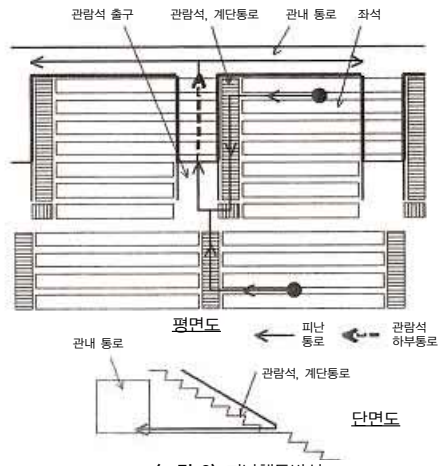 관람석 출구
관람석, 계단통로
관내 통로
좌석
평면도
피난
통로
관람석
하부통로
관내 통로
관람석, 계단통로
단면도